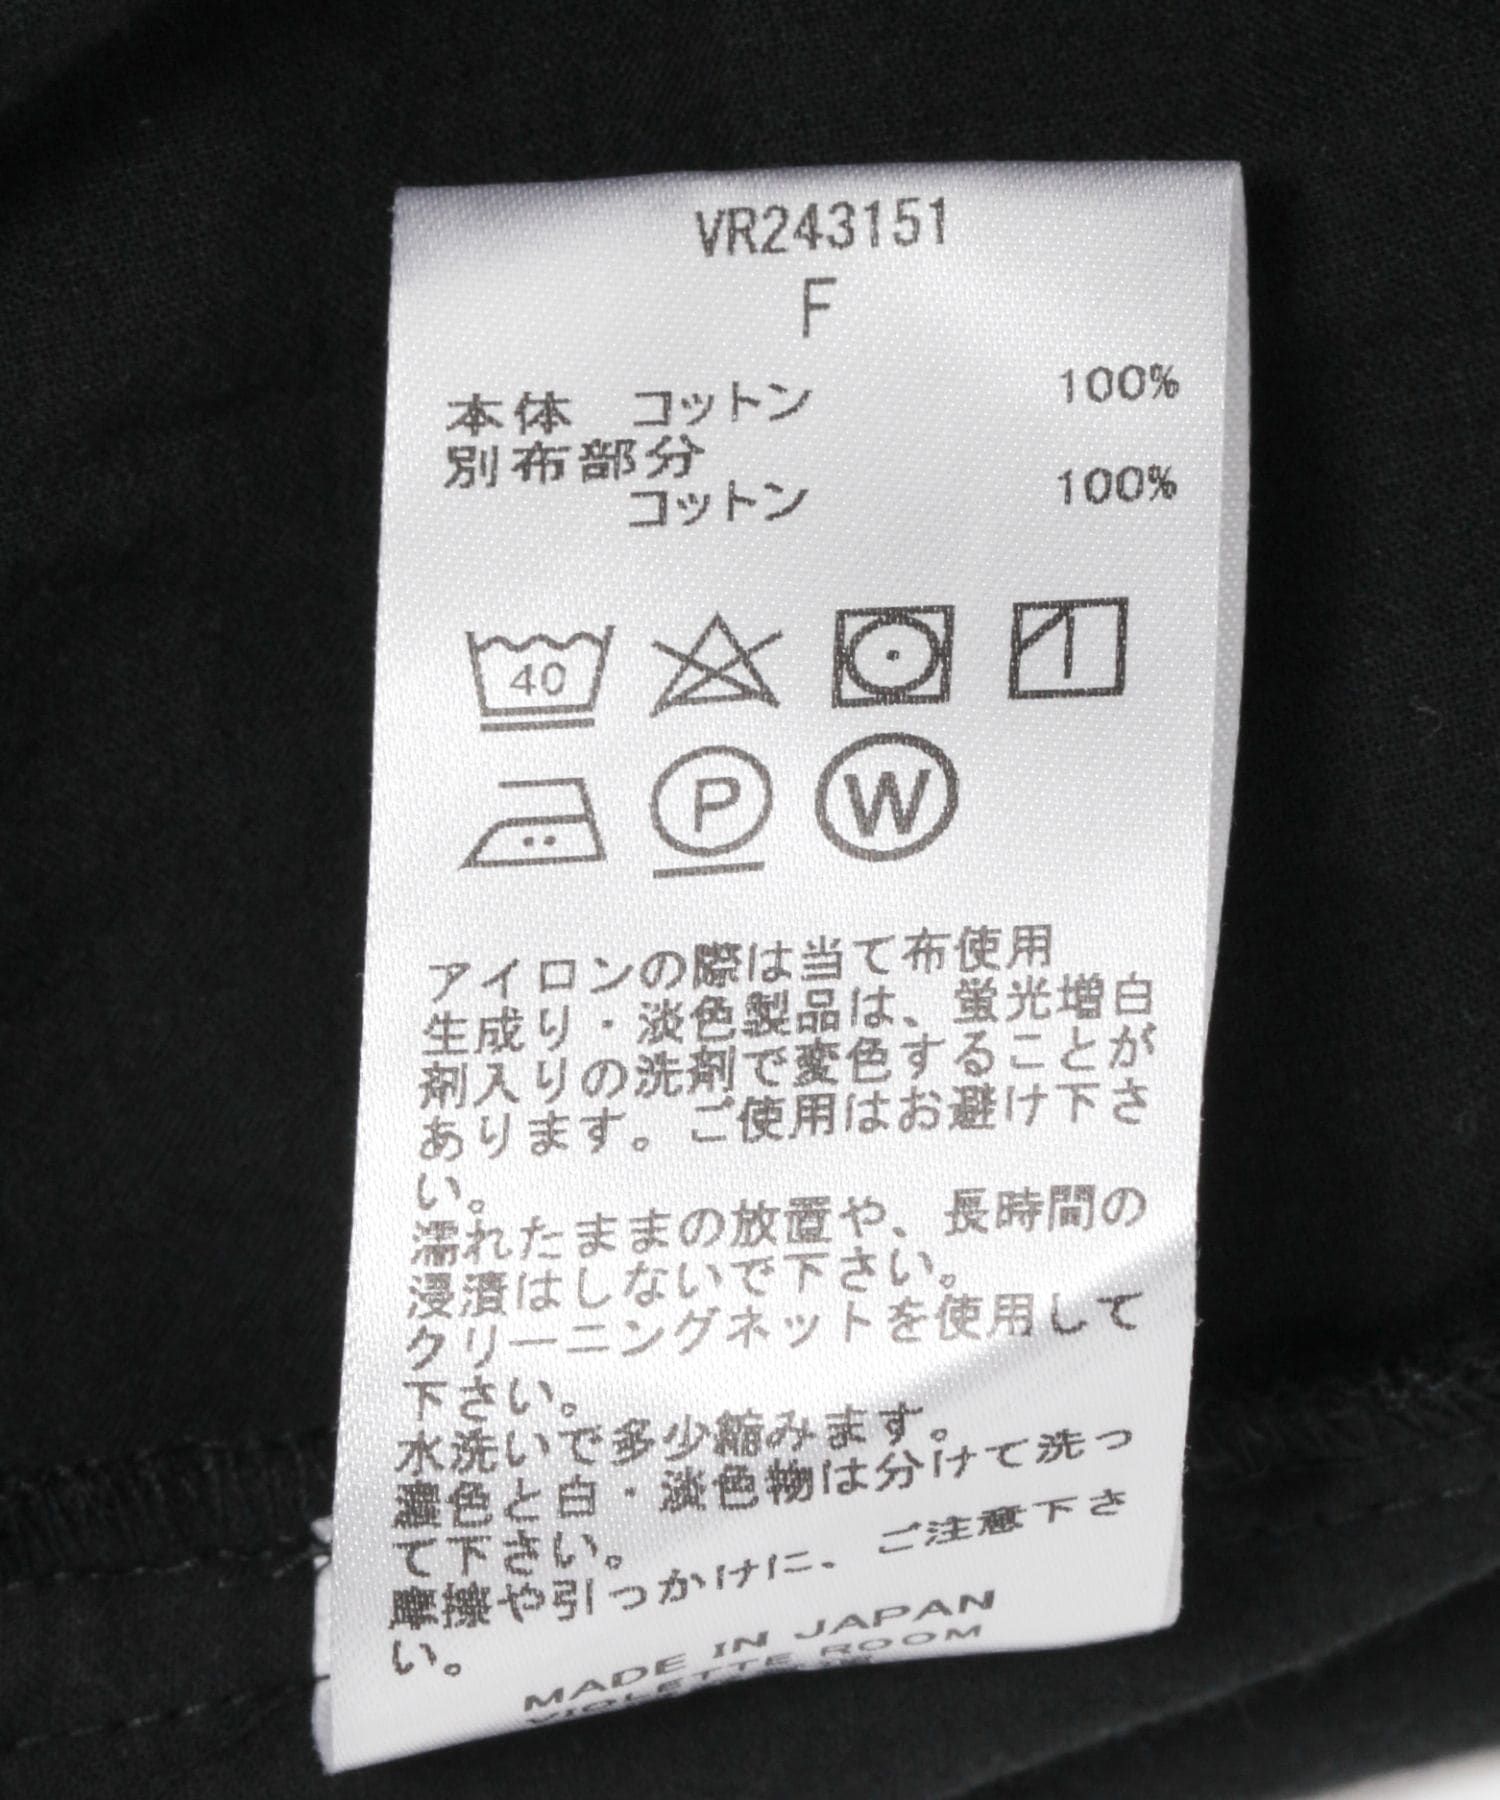 VR243151
F
本体 コットン 100%
別布部分
コットン 100%
40
P
W
アイロンの際は当て布使用
生成り・淡色製品は、蛍光増白
剤入りの洗剤で変色することが
あります。ご使用はお避け下さ
い。
濡れたままの放置や、長時間の
浸漬はしないで下さい。
クリーニングネットを使用して
下さい。
水洗いで多少縮みます。
濃色と白・淡色物は分けて洗っ
て下さい。
摩擦や引っかけに、ご注意下さ
い。
MADE IN JAPAN
VIOLETTE ROOM